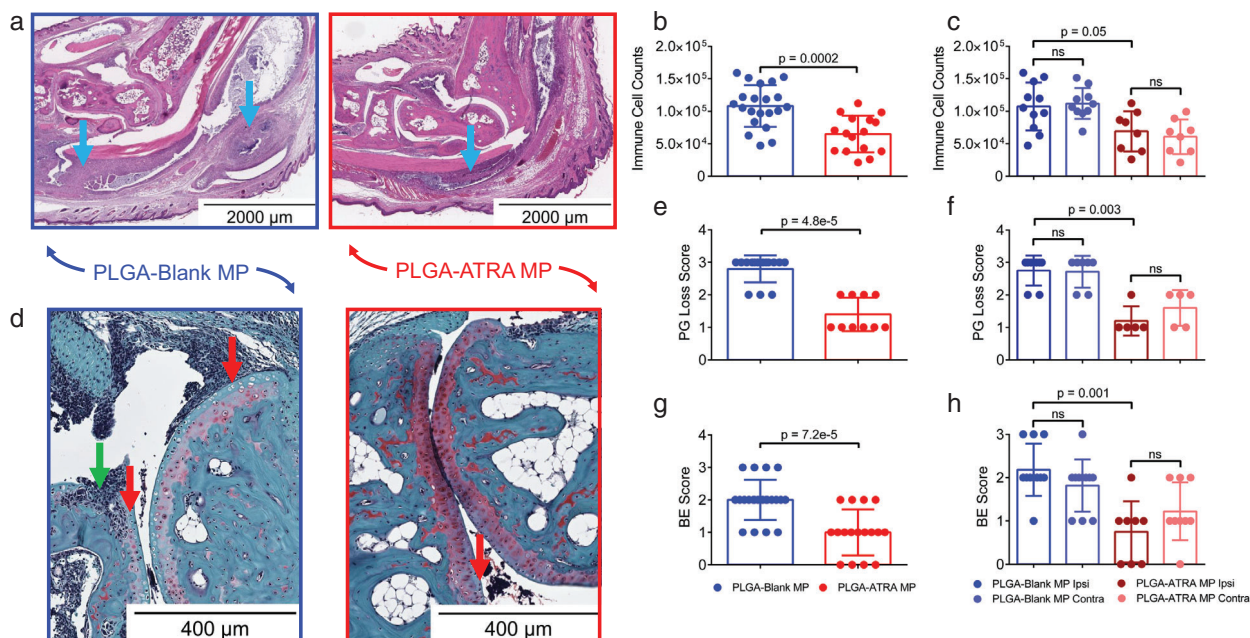 a
2000 µm
2000 µm
PLGA-Blank MP
PLGA-ATRA MP
d
400 µm
400 µm
b
Immune Cell Counts
2.0×10⁵
1.5×10⁵
1.0×10⁵
5.0×10⁴
0
p = 0.0002
c
Immune Cell Counts
2.0×10⁵
1.5×10⁵
1.0×10⁵
5.0×10⁴
0
p = 0.05
ns
ns
e
PG Loss Score
4
3
2
1
0
p = 4.8e-5
f
PG Loss Score
4
3
2
1
0
p = 0.003
ns
ns
g
BE Score
4
3
2
1
0
p = 7.2e-5
PLGA-Blank MP
PLGA-ATRA MP
h
BE Score
2
3
2
1
0
p = 0.001
ns
ns
PLGA-Blank MP Ipsi
PLGA-ATRA MP Ipsi
PLGA-Blank MP Contra
PLGA-ATRA MP Contra